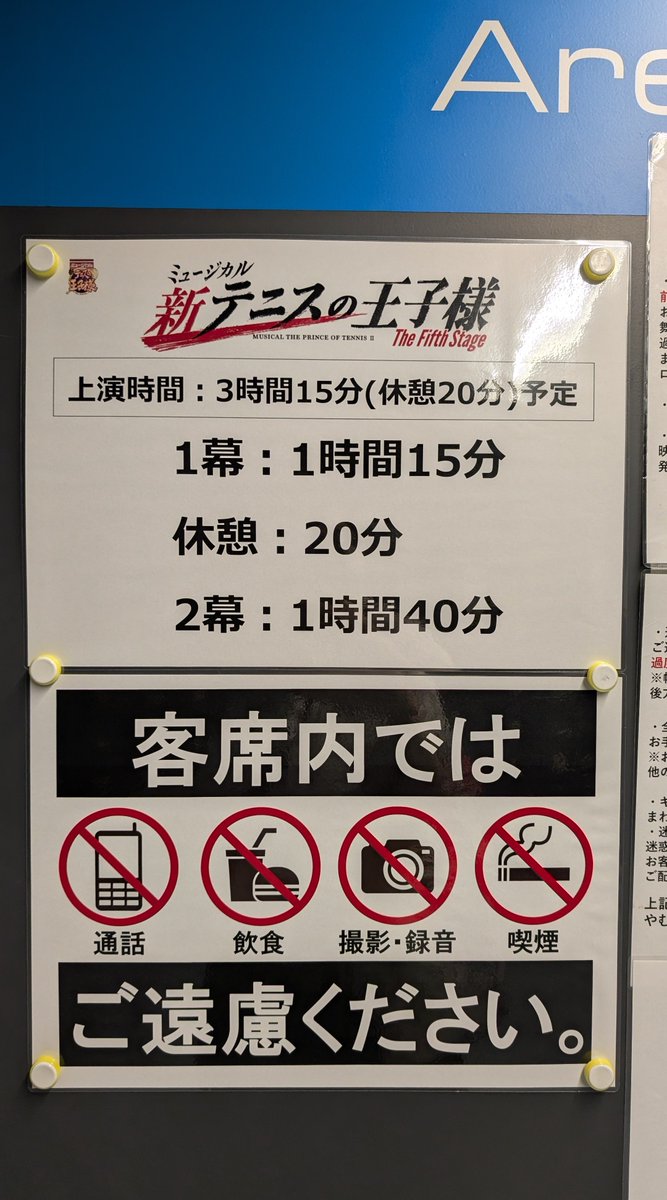 Are
ミュージカル
新テニスの王子様
MUSICAL THE PRINCE OF TENNIS II
The Fifth Stage
上演時間：3時間15分(休憩20分)予定
1幕：1時間15分
休憩：20分
2幕：1時間40分
客席内では
通話 飲食 撮影・録音 喫煙
ご遠慮ください。